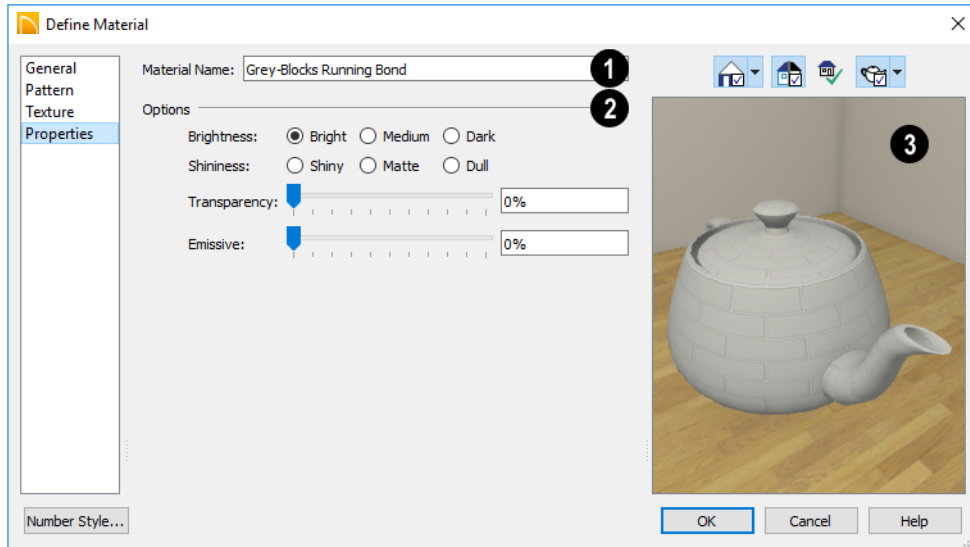 Define Material
General
Pattern
Texture
Properties
Material Name: Grey-Blocks Running Bond 1
Options 2
Brightness: Bright Medium Dark
Shininess: Shiny Matte Dull
Transparency: 0%
Emissive: 0%
3
Number Style... OK Cancel Help